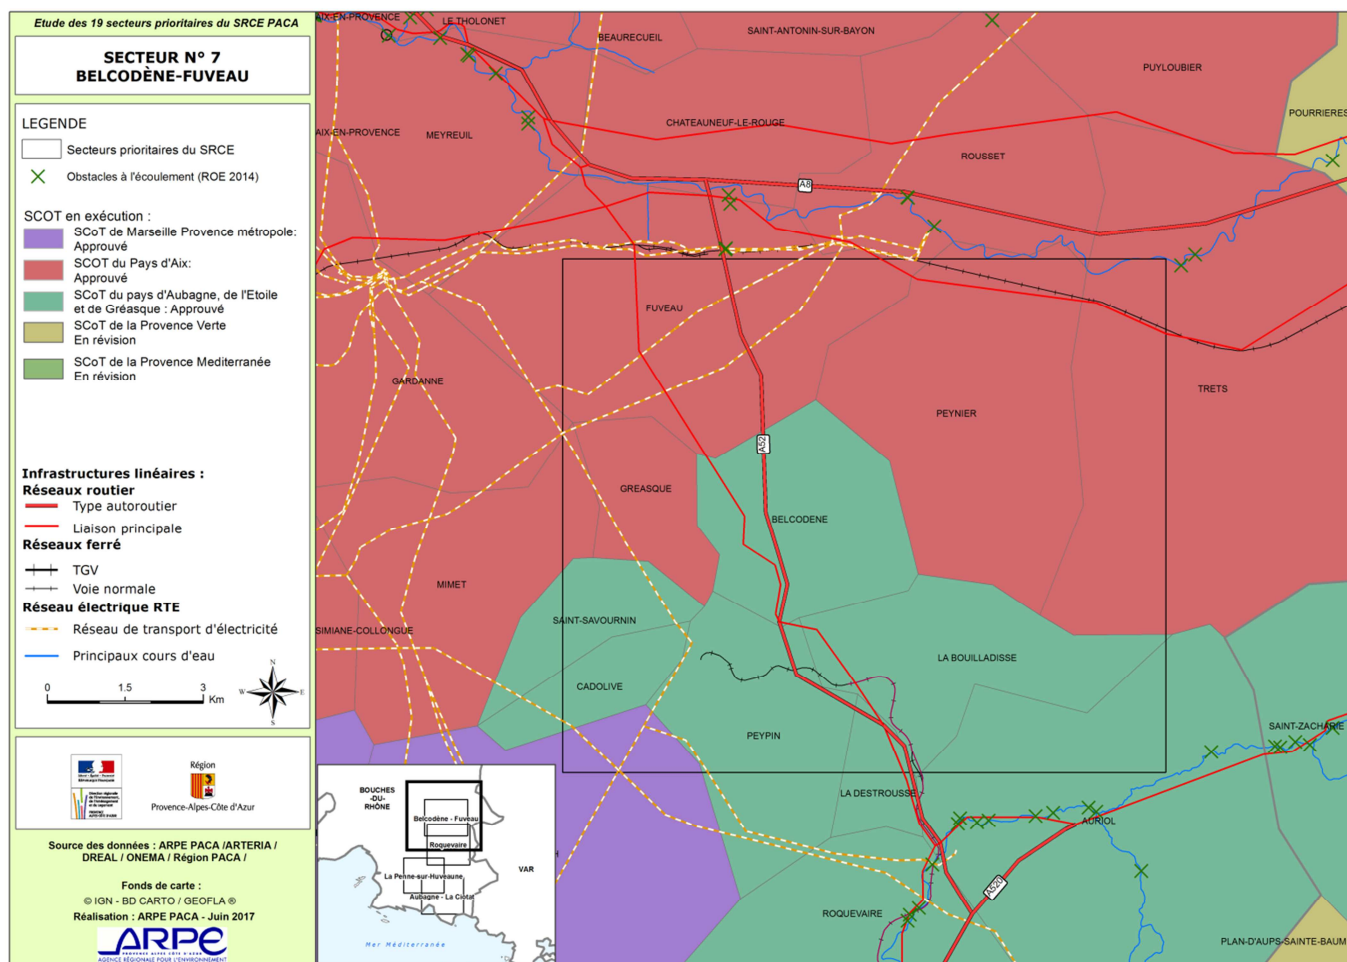 Etude des 19 secteurs prioritaires du SRCE PACA
SECTEUR N° 7
BELCODÈNE-FUVEAU
LEGENDE
Secteurs prioritaires du SRCE
Obstacles à l'écoulement (ROE 2014)
SCOT en exécution :
SCoT de Marseille Provence métropole:
Approuvé
SCOT du Pays d'Aix:
Approuvé
SCoT du pays d'Aubagne, de l'Etoile
et de Gréasque : Approuvé
SCoT de la Provence Verte
En révision
SCoT de la Provence Mediterranée
En révision
Infrastructures linéaires :
Réseaux routier
Type autoroutier
Liaison principale
Réseaux ferré
TGV
Voie normale
Réseau électrique RTE
Réseau de transport d'électricité
Principaux cours d'eau
N
W E
S
0 1.5 3
Km
Région
Provence-Alpes-Côte d'Azur
Source des données : ARPE PACA /ARTERIA /
DREAL / ONEMA / Région PACA /
Fonds de carte :
© IGN - BD CARTO / GEOFLA ®
Réalisation : ARPE PACA - Juin 2017
ARPE
PROVENCE ALPES CÔTE D'AZUR
AGENCE RÉGIONALE POUR L'ENVIRONNEMENT
AIX-EN-PROVENCE
LE THOLONET
BEAURECUEIL
SAINT-ANTONIN-SUR-BAYON
PUYLOUBIER
POURRIERES
AIX-EN-PROVENCE
MEYREUIL
CHATEAUNEUF-LE-ROUGE
ROUSSET
A8
FUVEAU
GARDANNE
TRETS
PEYNIER
A52
GREASQUE
BELCODENE
MIMET
SAINT-SAVOURNIN
SIMIANE-COLLONGUE
LA BOUILLADISSE
CADOLIVE
SAINT-ZACHARIE
PEYPIN
LA DESTROUSSE
AURIOL
A520
ROQUEVAIRE
PLAN-D'AUPS-SAINTE-BAUM
H
BOUCHES
-DU-
RHÔNE
Belcodène - Fuveau
Roquevaire
VAR
La Penne-sur-Huveaune
Aubagne - La Ciotat
Mer Méditerranée